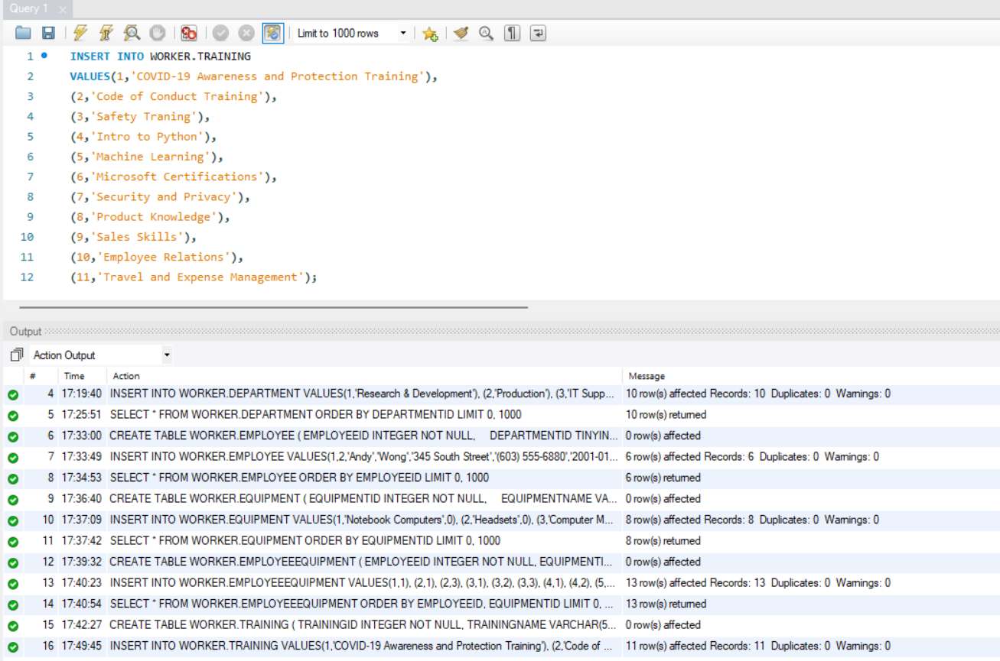 Query 1
Limit to 1000 rows
1 INSERT INTO WORKER.TRAINING
2 VALUES(1,'COVID-19 Awareness and Protection Training'),
3 (2,'Code of Conduct Training'),
4 (3,'Safety Traning'),
5 (4,'Intro to Python'),
6 (5,'Machine Learning'),
7 (6,'Microsoft Certifications'),
8 (7,'Security and Privacy'),
9 (8,'Product Knowledge'),
10 (9,'Sales Skills'),
11 (10,'Employee Relations'),
12 (11,'Travel and Expense Management');
Output
Action Output
# Time Action Message
4 17:19:40 INSERT INTO WORKER.DEPARTMENT VALUES(1,'Research & Development'), (2,'Production'), (3,'IT Supp... 10 row(s) affected Records: 10 Duplicates: 0 Warnings: 0
5 17:25:51 SELECT * FROM WORKER.DEPARTMENT ORDER BY DEPARTMENTID LIMIT 0, 1000 10 row(s) returned
6 17:33:00 CREATE TABLE WORKER.EMPLOYEE ( EMPLOYEEID INTEGER NOT NULL, DEPARTMENTID TINYIN... 0 row(s) affected
7 17:33:49 INSERT INTO WORKER.EMPLOYEE VALUES(1,2,'Andy','Wong','345 South Street','(603) 555-6880','2001-01... 6 row(s) affected Records: 6 Duplicates: 0 Warnings: 0
8 17:34:53 SELECT * FROM WORKER.EMPLOYEE ORDER BY EMPLOYEEID LIMIT 0, 1000 6 row(s) returned
9 17:36:40 CREATE TABLE WORKER.EQUIPMENT ( EQUIPMENTID INTEGER NOT NULL, EQUIPMENTNAME VA... 0 row(s) affected
10 17:37:09 INSERT INTO WORKER.EQUIPMENT VALUES(1,'Notebook Computers',0), (2,'Headsets',0), (3,'Computer M... 8 row(s) affected Records: 8 Duplicates: 0 Warnings: 0
11 17:37:42 SELECT * FROM WORKER.EQUIPMENT ORDER BY EQUIPMENTID LIMIT 0, 1000 8 row(s) returned
12 17:39:32 CREATE TABLE WORKER.EMPLOYEEEQUIPMENT ( EMPLOYEEID INTEGER NOT NULL, EQUIPMENTI... 0 row(s) affected
13 17:40:23 INSERT INTO WORKER.EMPLOYEEEQUIPMENT VALUES(1,1), (2,1), (2,3), (3,1), (3,2), (3,3), (4,1), (4,2), (5,... 13 row(s) affected Records: 13 Duplicates: 0 Warnings: 0
14 17:40:54 SELECT * FROM WORKER.EMPLOYEEEQUIPMENT ORDER BY EMPLOYEEID, EQUIPMENTID LIMIT 0, ... 13 row(s) returned
15 17:42:27 CREATE TABLE WORKER.TRAINING ( TRAININGID INTEGER NOT NULL, TRAININGNAME VARCHAR(5... 0 row(s) affected
16 17:49:45 INSERT INTO WORKER.TRAINING VALUES(1,'COVID-19 Awareness and Protection Training'), (2,'Code of ... 11 row(s) affected Records: 11 Duplicates: 0 Warnings: 0